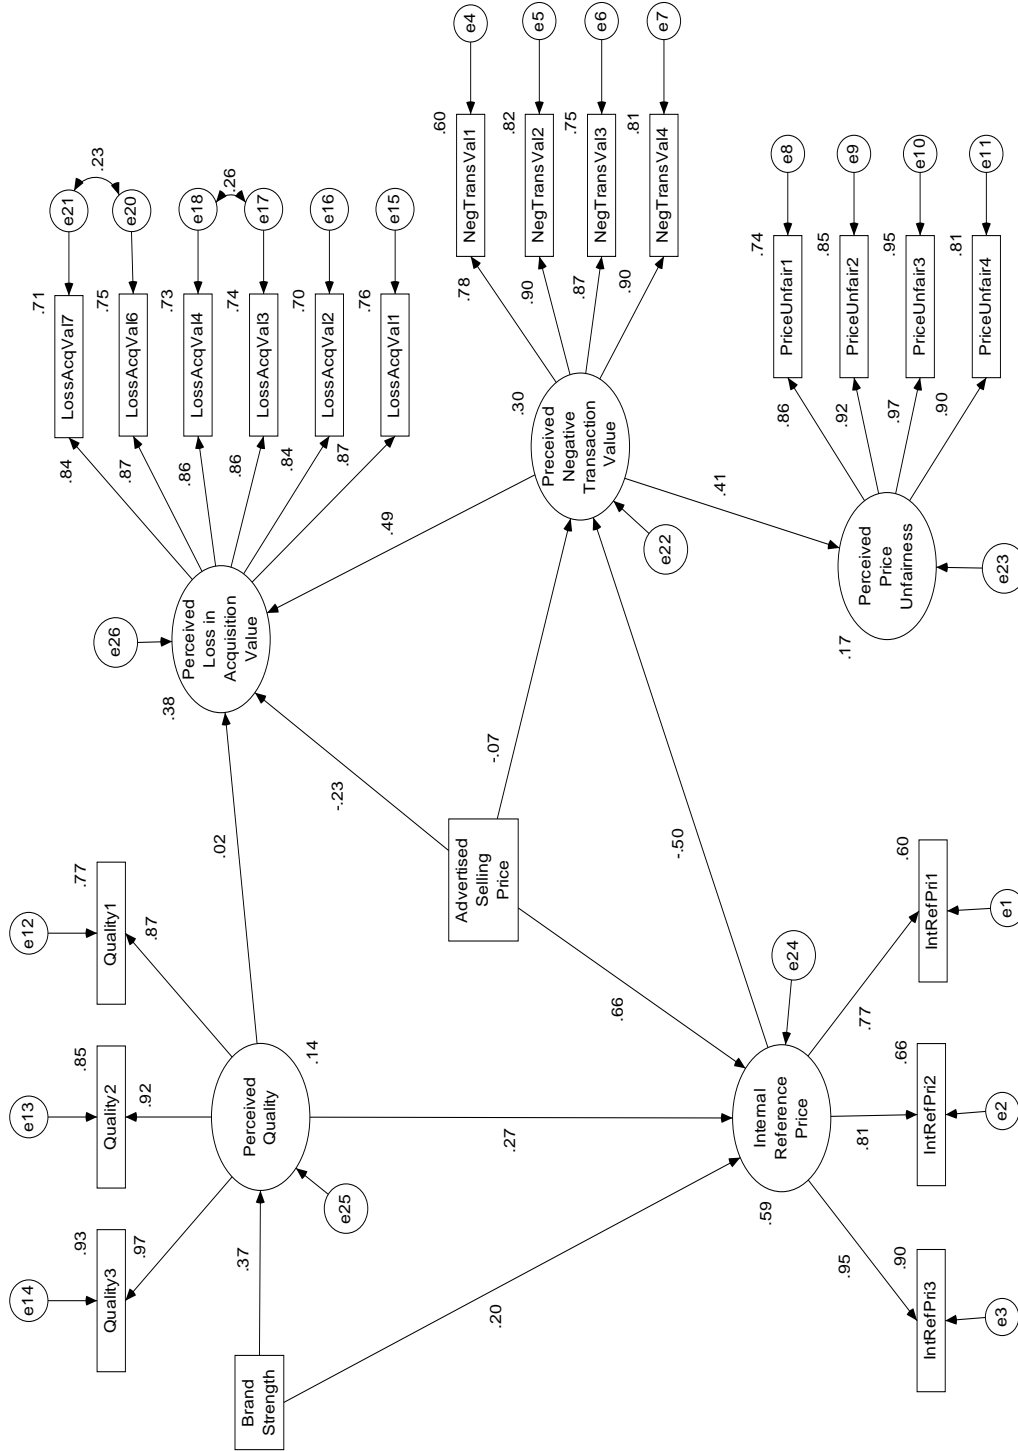 e14
e13
e12
.93
Quality3
.97
.85
Quality2
.92
.77
Quality1
.87
Perceived
Quality
.14
e25
Brand
Strength
.37
.20
.27
.02
e26
Perceived
Loss in
Acquisition
Value
.38
.87
.84
.86
.86
.87
.84
LossAcqVal1
.76
LossAcqVal2
.70
LossAcqVal3
.74
LossAcqVal4
.73
LossAcqVal6
.75
LossAcqVal7
.71
e15
e16
e17
e18
e20
e21
.26
.23
Advertised
Selling
Price
-.23
-.07
.66
.49
-.50
.41
Preceived
Negative
Transaction
Value
.30
e22
.78
.90
.87
.90
NegTransVal1
.60
NegTransVal2
.82
NegTransVal3
.75
NegTransVal4
.81
e4
e5
e6
e7
Internal
Reference
Price
.59
e24
.95
.81
.77
IntRefPri3
.90
IntRefPri2
.66
IntRefPri1
.60
e3
e2
e1
Perceived
Price
Unfairness
.17
e23
.86
.92
.97
.90
PriceUnfair1
.74
PriceUnfair2
.85
PriceUnfair3
.95
PriceUnfair4
.81
e8
e9
e10
e11